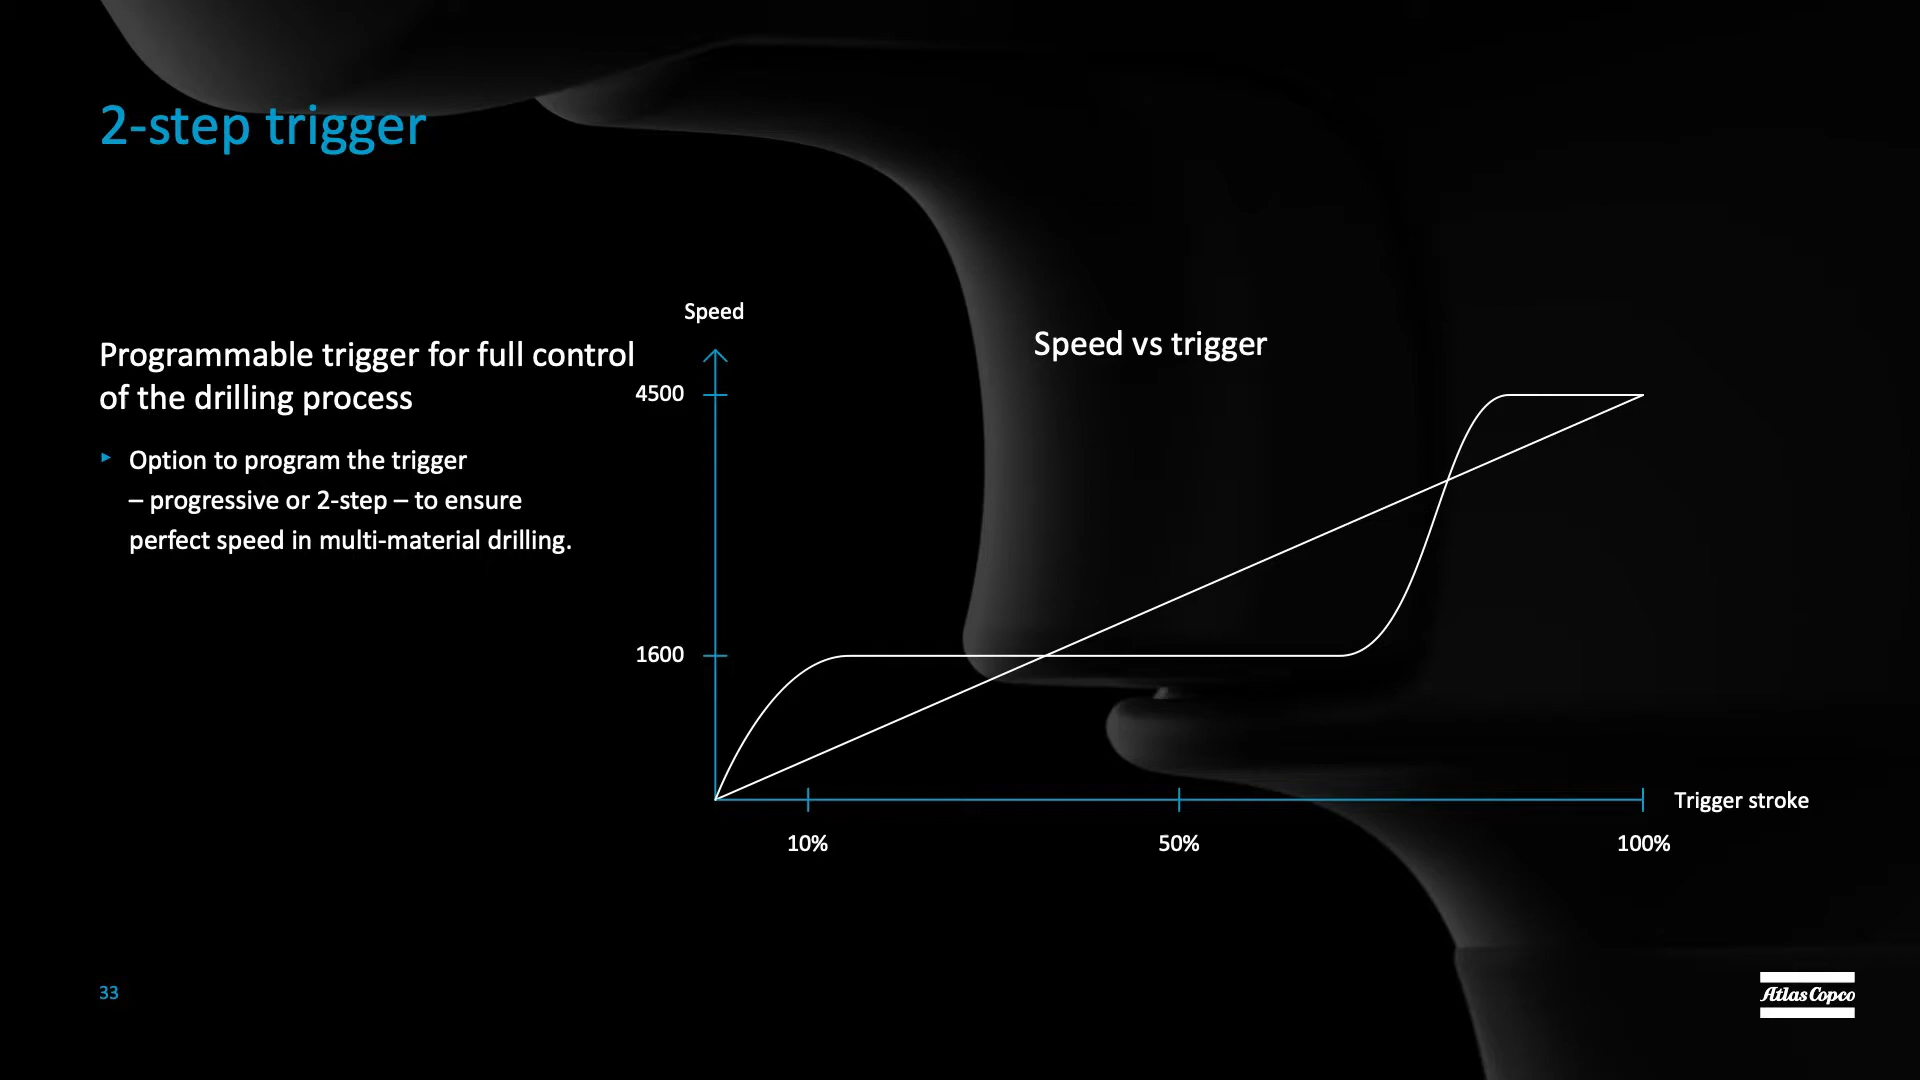 2-step trigger
Programmable trigger for full control
of the drilling process
Option to program the trigger
– progressive or 2-step – to ensure
perfect speed in multi-material drilling.
Speed
Speed vs trigger
4500
1600
Trigger stroke
10%
50%
100%
33
Atlas Copco